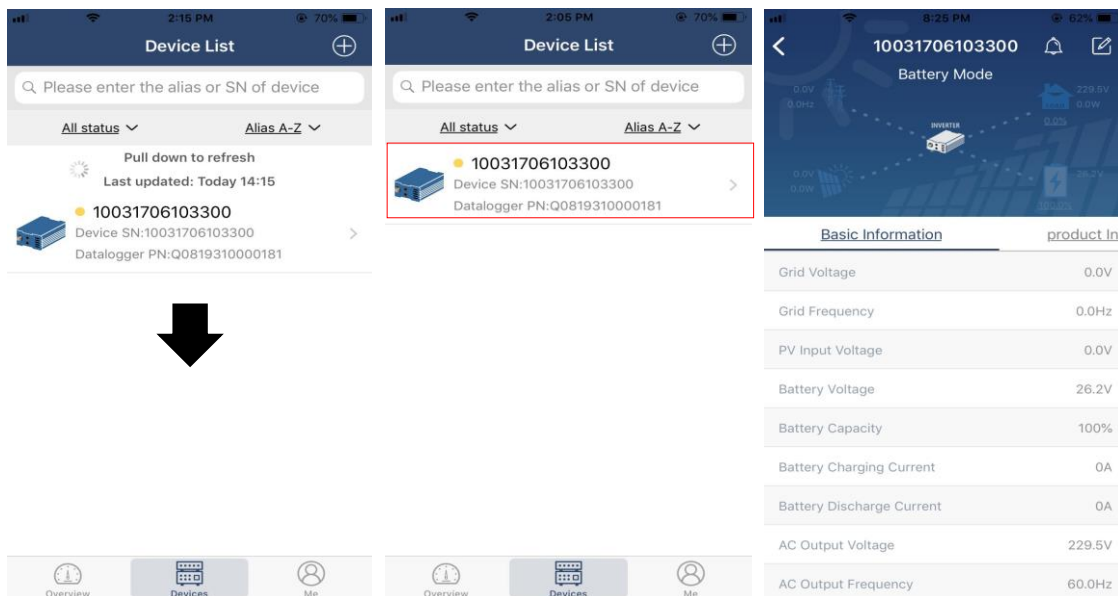 2:15 PM
70%
Device List
Please enter the alias or SN of device
All status
Alias A-Z
Pull down to refresh
Last updated: Today 14:15
10031706103300
Device SN:10031706103300
Datalogger PN:Q0819310000181
Overview
Devices
Me
2:05 PM
70%
Device List
Please enter the alias or SN of device
All status
Alias A-Z
10031706103300
Device SN:10031706103300
Datalogger PN:Q0819310000181
Overview
Devices
Me
8:25 PM
62%
10031706103300
Battery Mode
0.0V
0.0Hz
229.5V
0.0W
0.0%
INVERTER
0.0V
0.0W
26.2V
100.0%
Basic Information
product In
Grid Voltage
0.0V
Grid Frequency
0.0Hz
PV Input Voltage
0.0V
Battery Voltage
26.2V
Battery Capacity
100%
Battery Charging Current
0A
Battery Discharge Current
0A
AC Output Voltage
229.5V
AC Output Frequency
60.0Hz